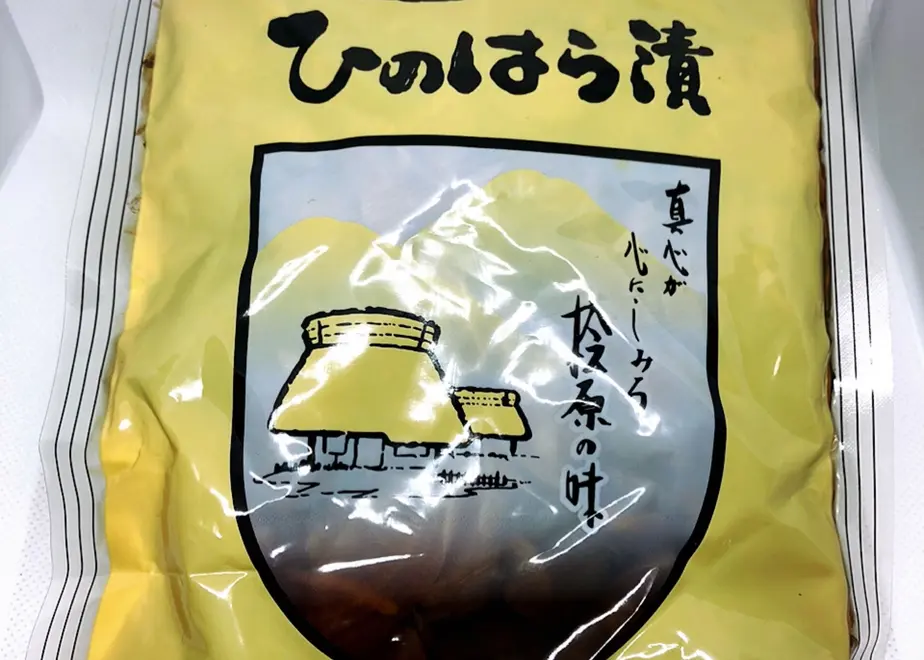 ひのはら漬
真心が
心にしみる
桧原の味